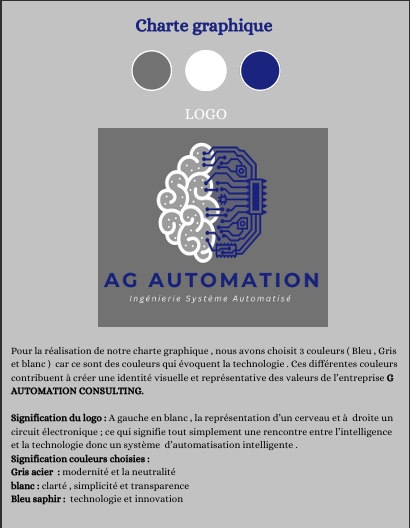 Charte graphique
LOGO
AG AUTOMATION
Ingénierie Système Automatisé
Pour la réalisation de notre charte graphique , nous avons choisit 3 couleurs ( Bleu , Gris
et blanc )  car ce sont des couleurs qui évoquent la technologie . Ces différentes couleurs
contribuent à créer une identité visuelle et représentative des valeurs de l'entreprise G
AUTOMATION CONSULTING.
Signification du logo : A gauche en blanc , la représentation d'un cerveau et à  droite un
circuit électronique ; ce qui signifie tout simplement une rencontre entre l'intelligence
et la technologie donc un système  d'automatisation intelligente .
Signification couleurs choisies :
Gris acier  : modernité et la neutralité
blanc : clarté , simplicité et transparence
Bleu saphir :  technologie et innovation